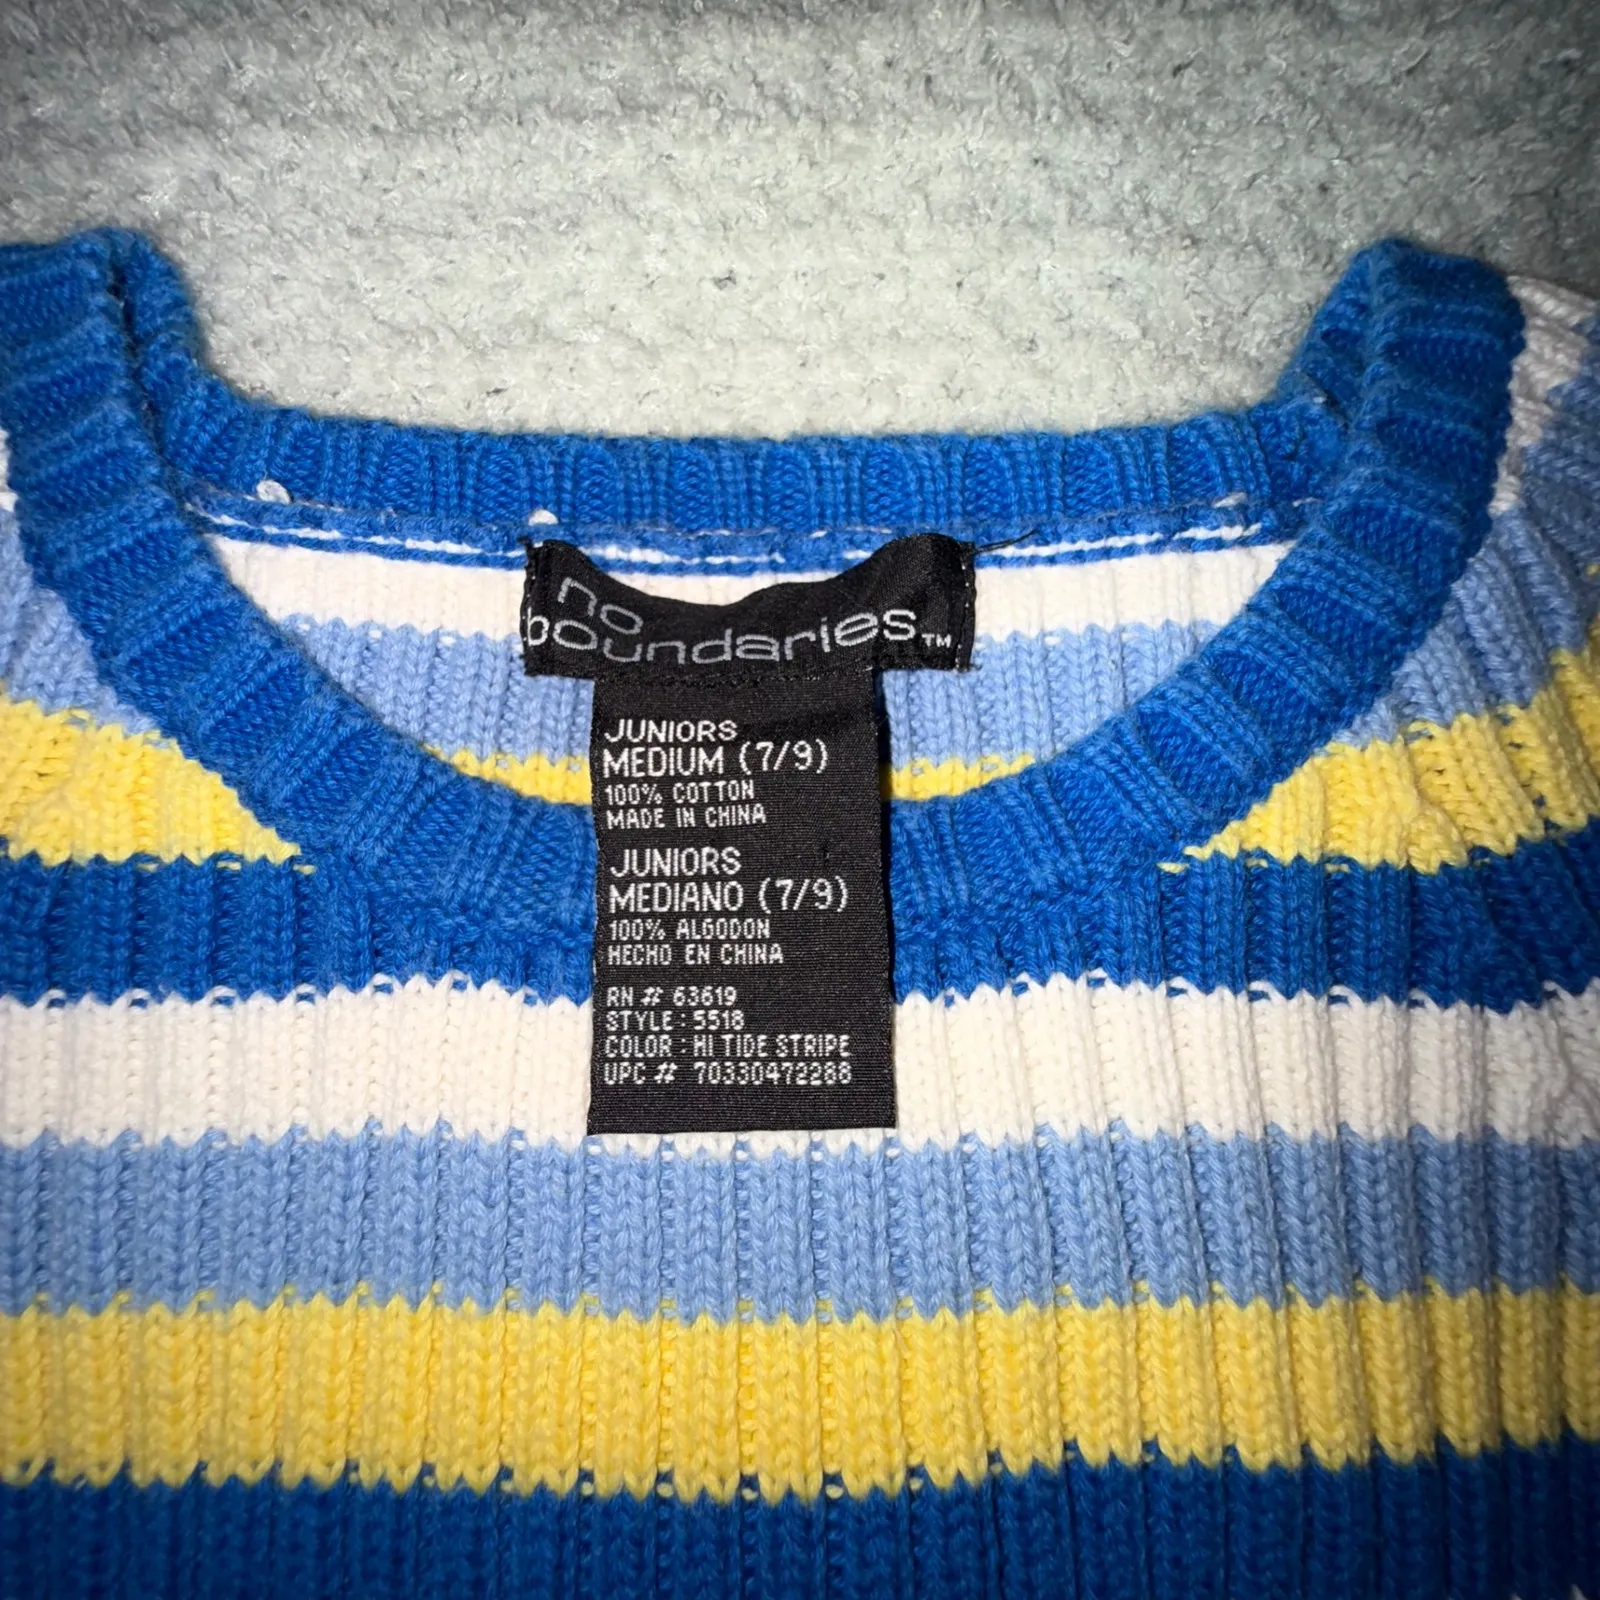 no
boundaries™
JUNIORS
MEDIUM (7/9)
100% COTTON
MADE IN CHINA
JUNIORS
MEDIANO (7/9)
100% ALGODON
HECHO EN CHINA
RN # 63619
STYLE : 5518
COLOR : HI TIDE STRIPE
UPC # 70330472288